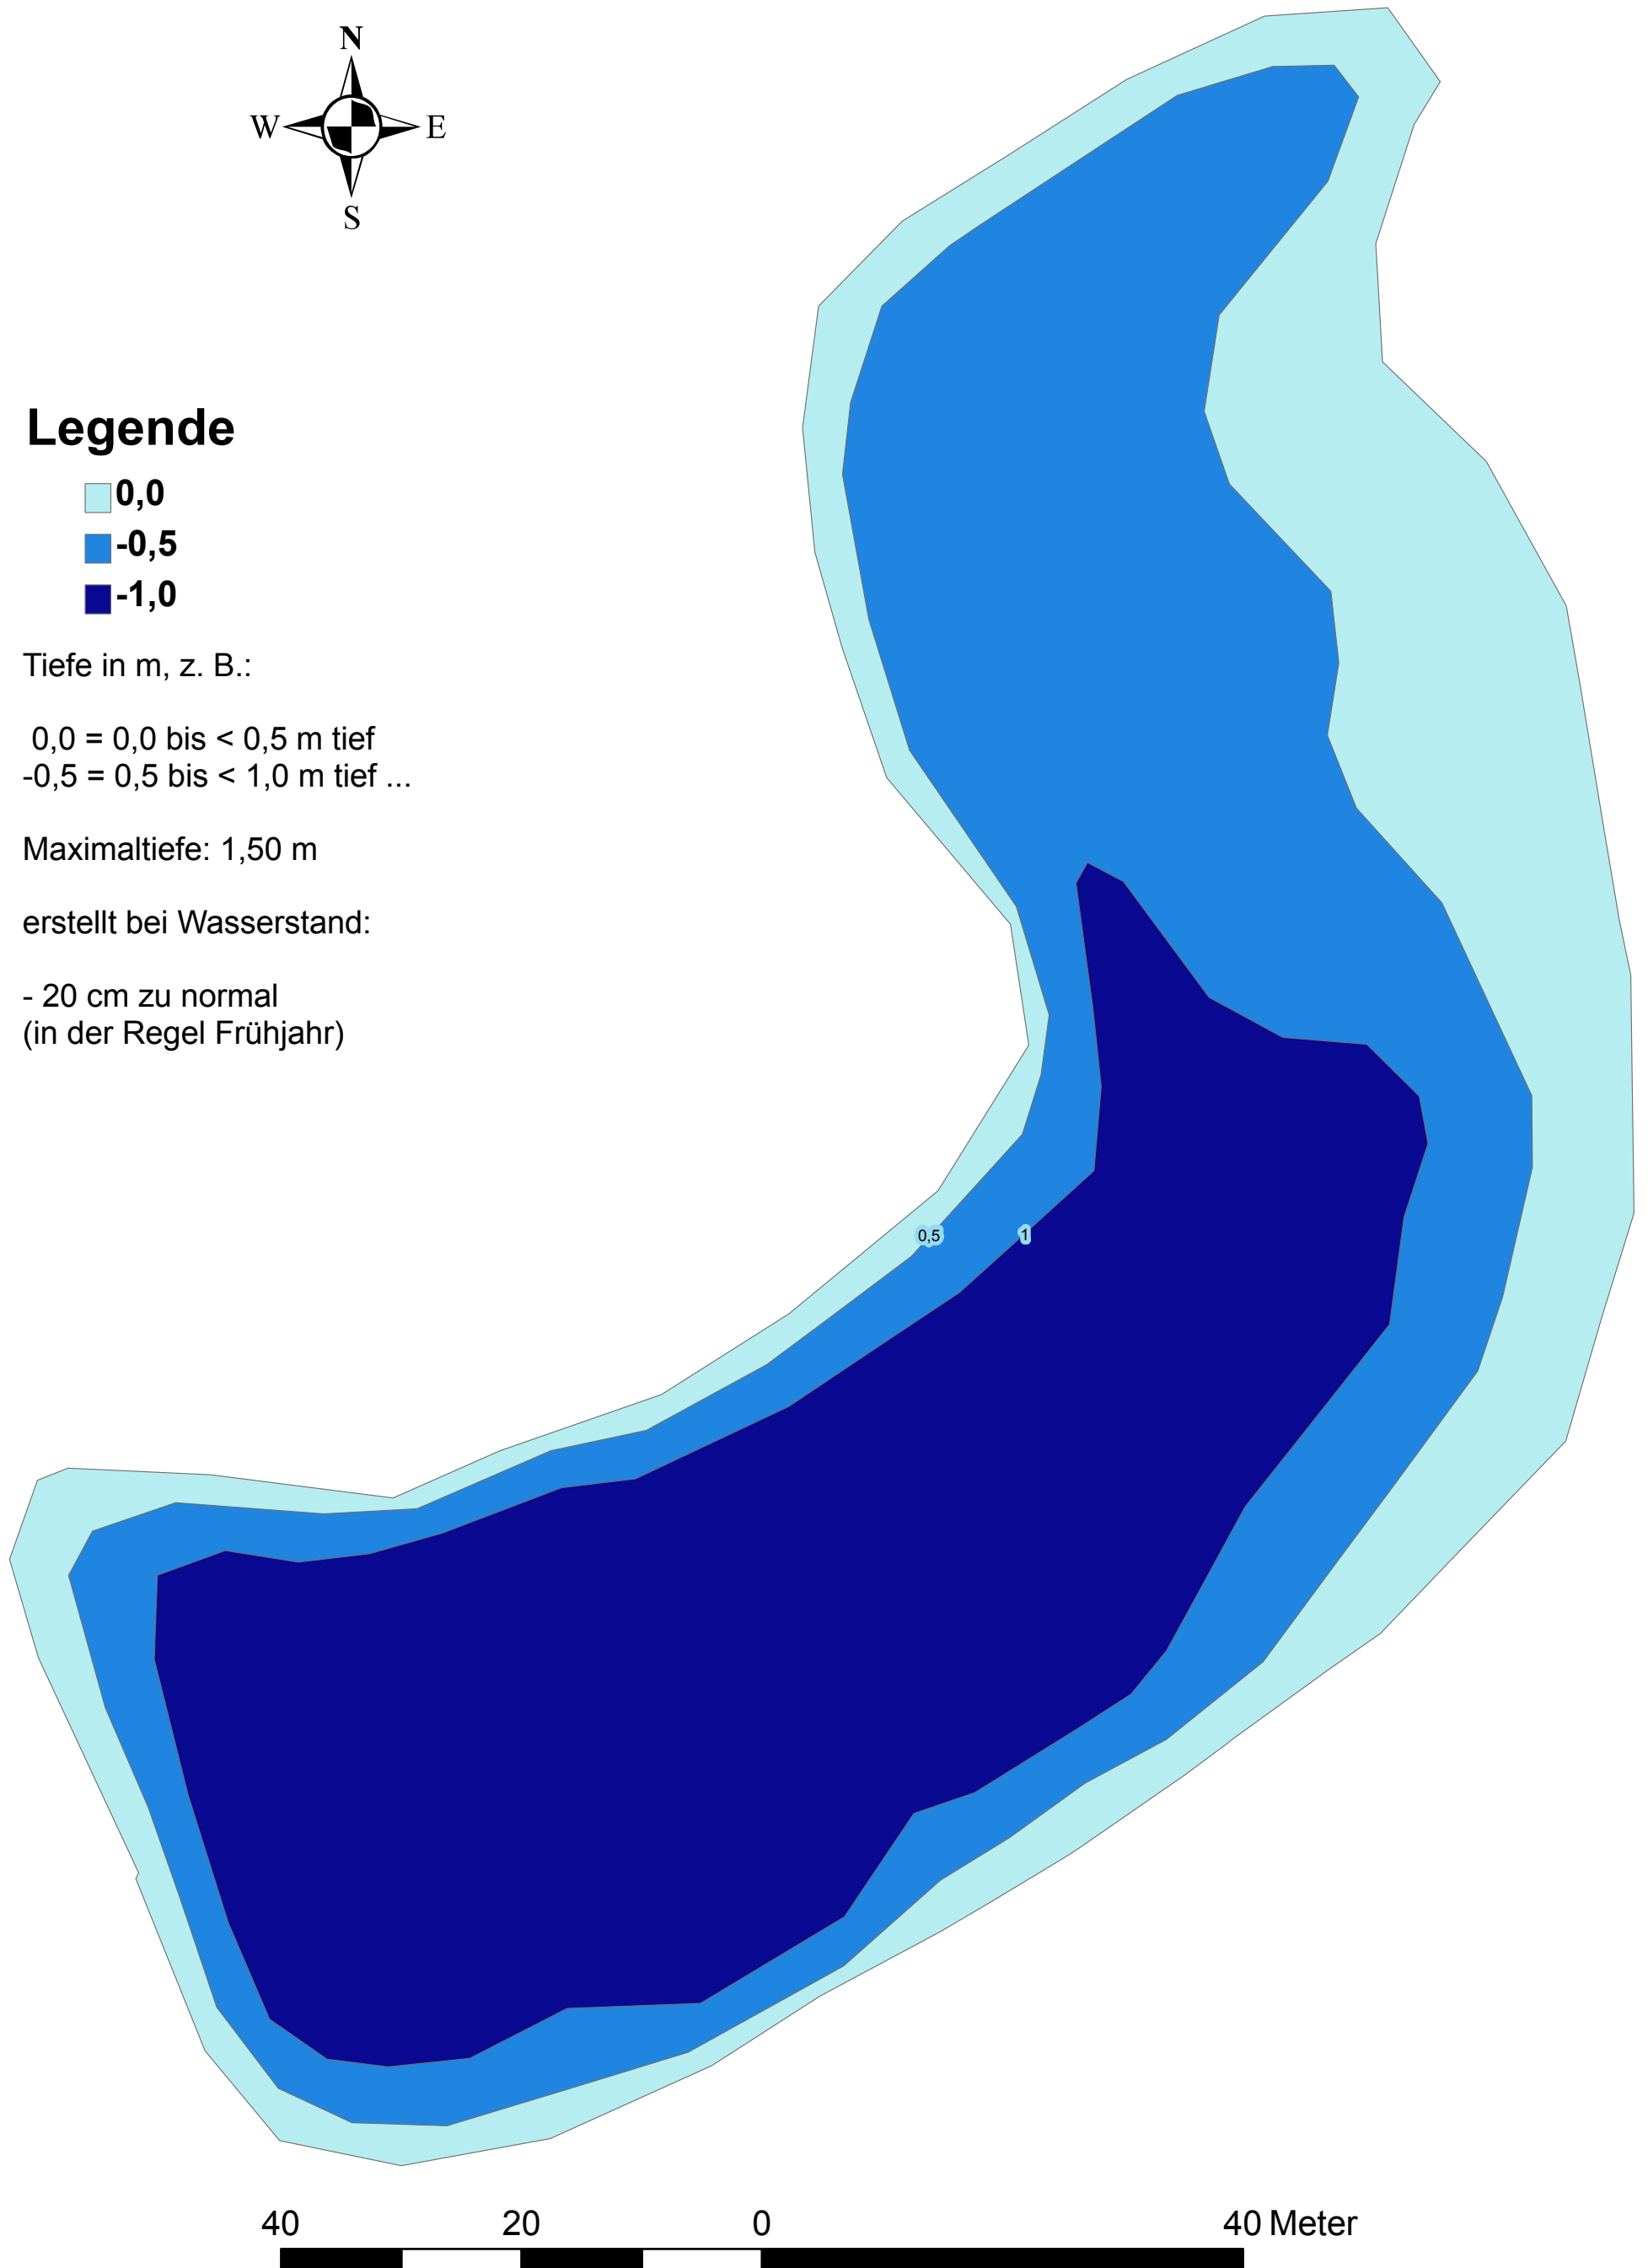 N
W E
S
Legende
0,0
-0,5
-1,0
Tiefe in m, z. B.:
0,0 = 0,0 bis < 0,5 m tief
-0,5 = 0,5 bis < 1,0 m tief ...
Maximaltiefe: 1,50 m
erstellt bei Wasserstand:
- 20 cm zu normal
(in der Regel Frühjahr)
0,5 1
40 20 0 40 Meter